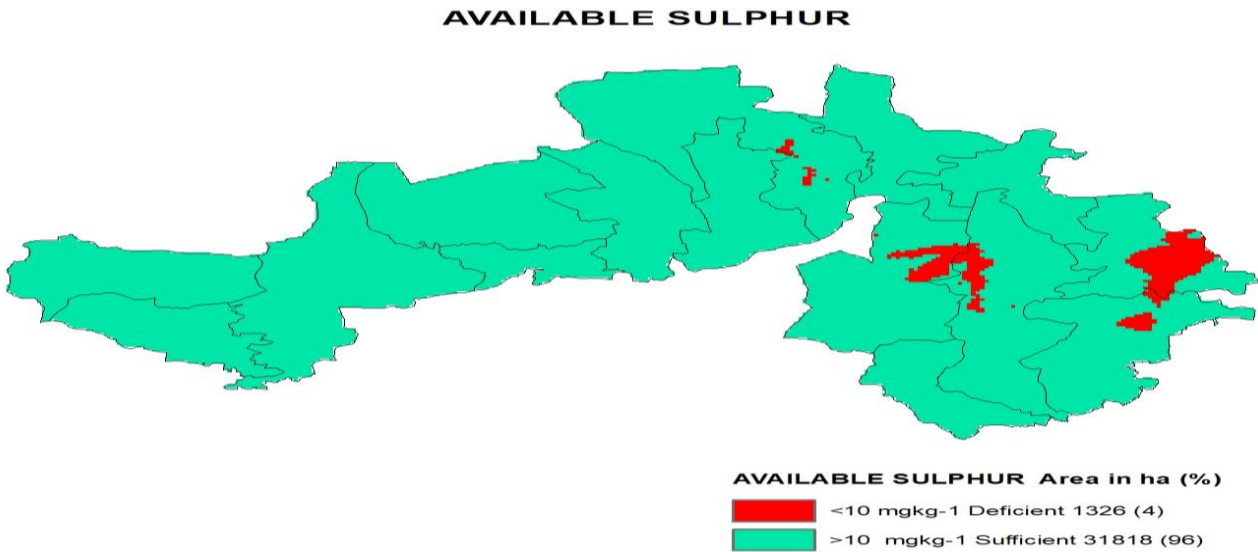 AVAILABLE SULPHUR
AVAILABLE SULPHUR Area in ha (%)
<10 mgkg-1 Deficient 1326 (4)
>10 mgkg-1 Sufficient 31818 (96)